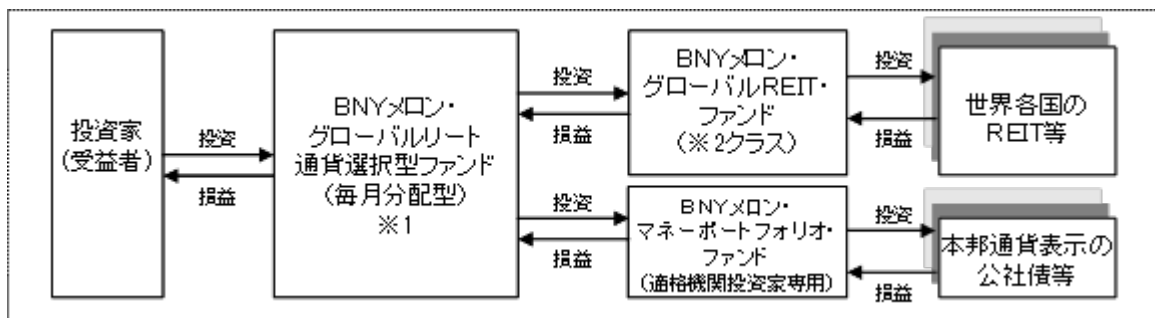 投資家
(受益者)
投資
損益
BNYメロン・
グローバルリート
通貨選択型ファンド
(毎月分配型)
※1
投資
損益
BNYメロン・
グローバルREIT・
ファンド
(※2クラス)
投資
損益
世界各国の
REIT等
投資
損益
BNYメロン・
マネーポートフォリオ・
ファンド
(適格機関投資家専用)
投資
損益
本邦通貨表示の
公社債等